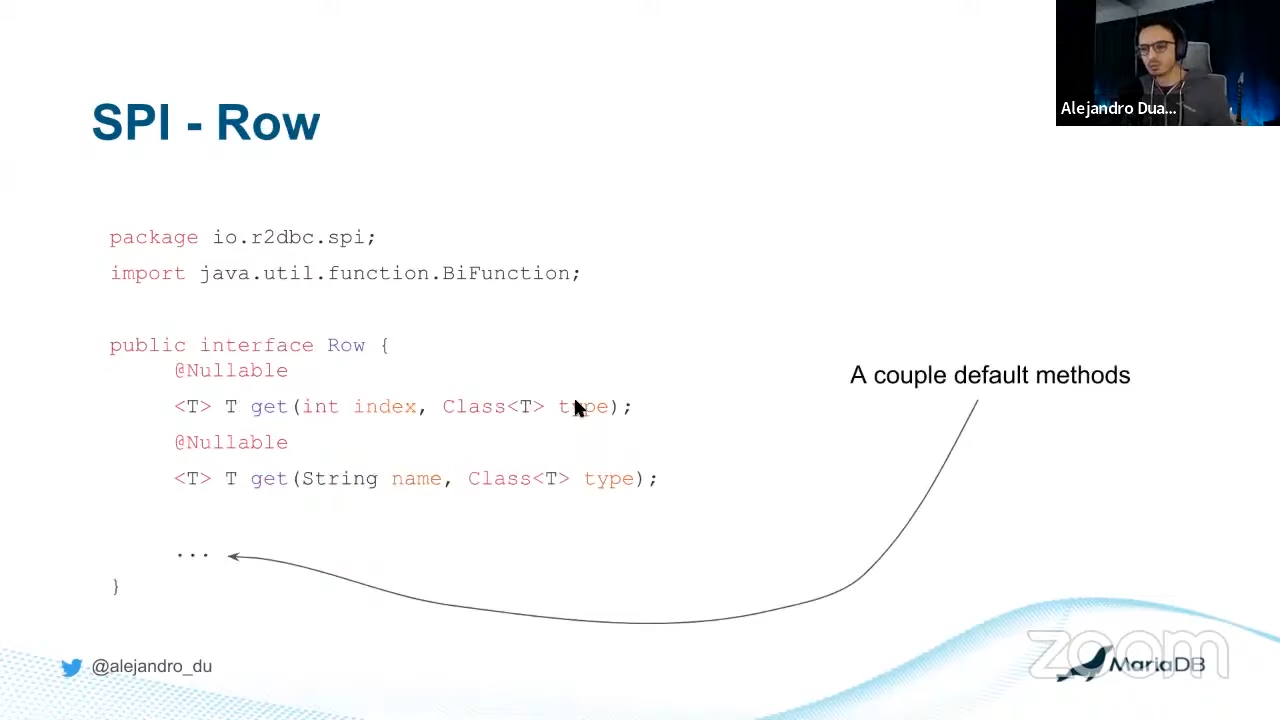 Alejandro Dua...
SPI - Row
package io.r2dbc.spi;
import java.util.function.BiFunction;
public interface Row {
@Nullable
<T> T get(int index, Class<T> type);
@Nullable
<T> T get(String name, Class<T> type);
...
}
A couple default methods
@alejandro_du
zoom
MariaDB